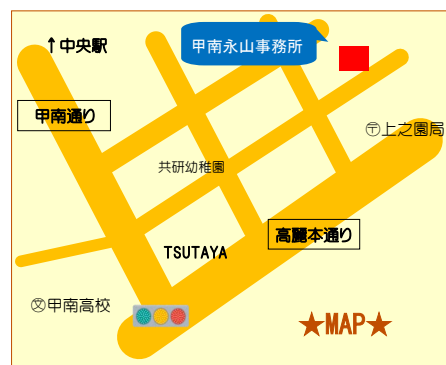 ↑中央駅
甲南永山事務所
甲南通り
〶上之園局
共研幼稚園
高麗本通り
TSUTAYA
㊫甲南高校
★MAP★